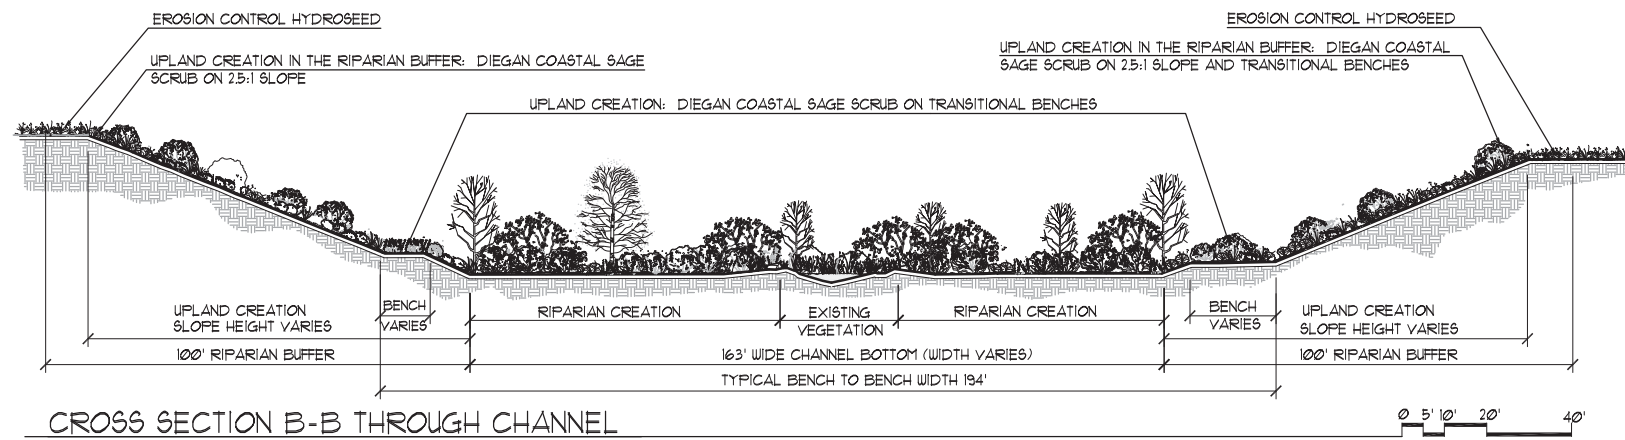 EROSION CONTROL HYDROSEED
EROSION CONTROL HYDROSEED
UPLAND CREATION IN THE RIPARIAN BUFFER: DIEGAN COASTAL SAGE
SCRUB ON 2.5:1 SLOPE
UPLAND CREATION IN THE RIPARIAN BUFFER: DIEGAN COASTAL
SAGE SCRUB ON 2.5:1 SLOPE AND TRANSITIONAL BENCHES
UPLAND CREATION: DIEGAN COASTAL SAGE SCRUB ON TRANSITIONAL BENCHES
UPLAND CREATION
SLOPE HEIGHT VARIES
BENCH
VARIES
RIPARIAN CREATION
EXISTING
VEGETATION
RIPARIAN CREATION
BENCH
VARIES
UPLAND CREATION
SLOPE HEIGHT VARIES
100' RIPARIAN BUFFER
163' WIDE CHANNEL BOTTOM (WIDTH VARIES)
100' RIPARIAN BUFFER
TYPICAL BENCH TO BENCH WIDTH 194'
CROSS SECTION B-B THROUGH CHANNEL
0 5' 10' 20' 40'